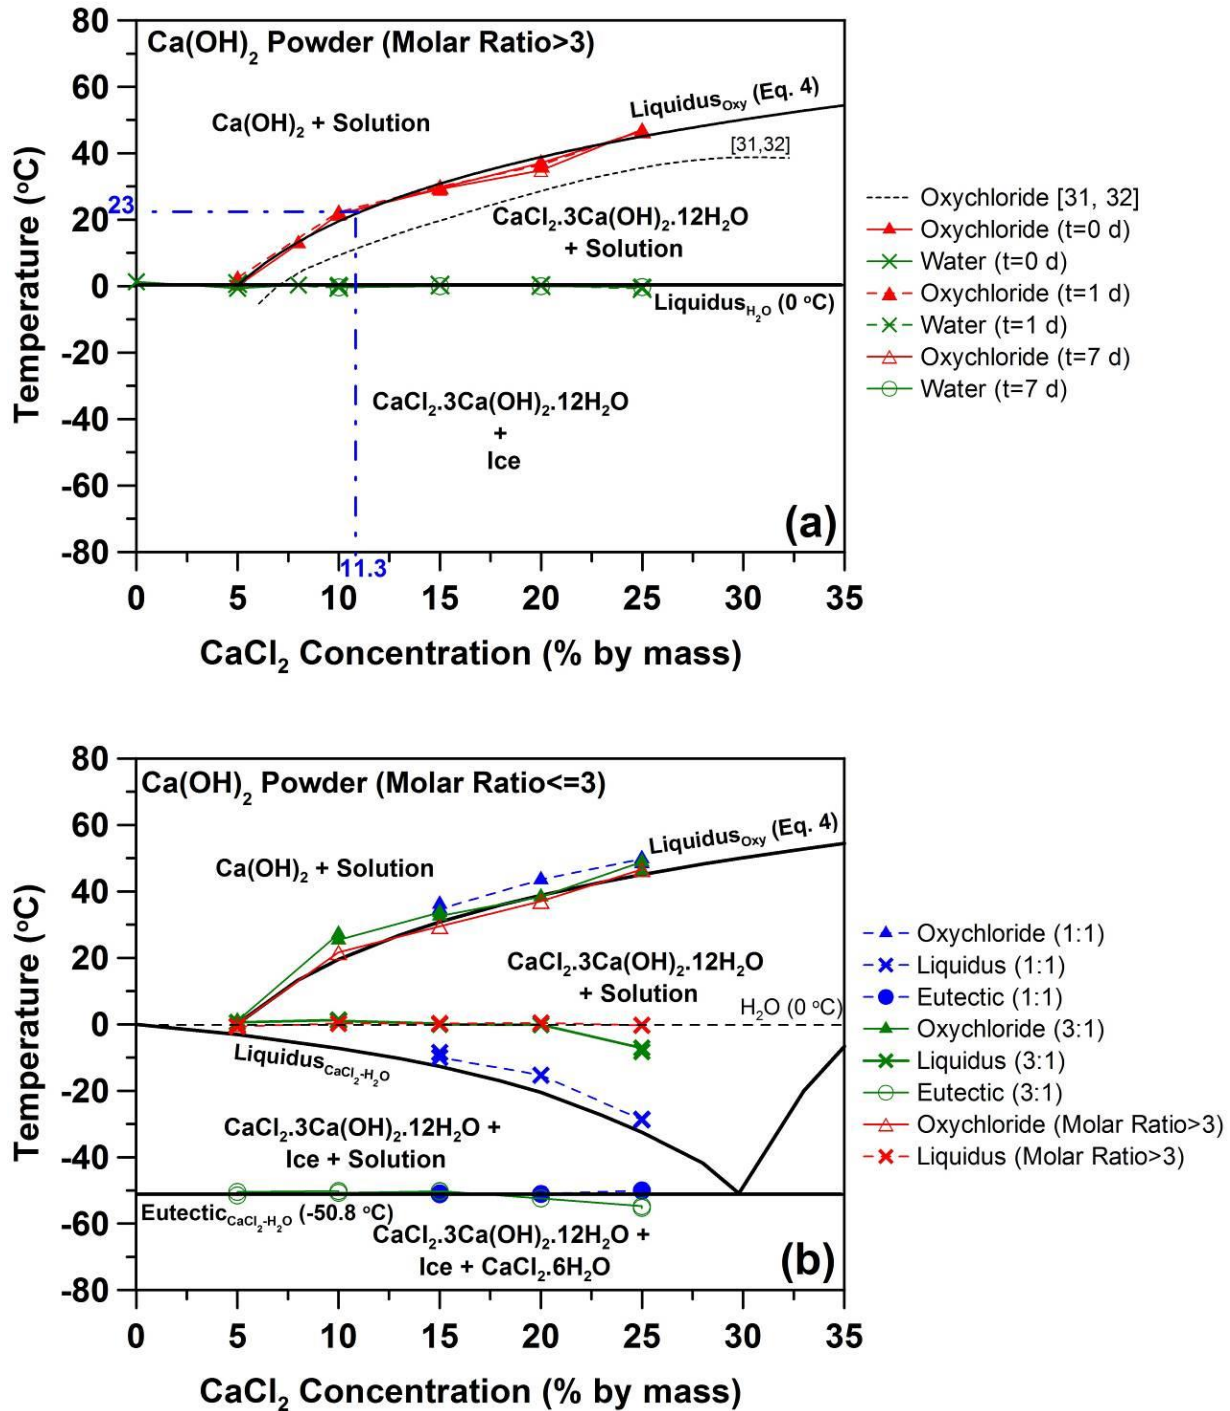 Ca(OH)₂ Powder (Molar Ratio>3)
Liquidus_Oxy (Eq. 4)
Ca(OH)₂ + Solution
[31,32]
23
CaCl₂.3Ca(OH)₂.12H₂O
+ Solution
Liquidus_H₂O (0 °C)
CaCl₂.3Ca(OH)₂.12H₂O
+
Ice
(a)
11.3
80
60
40
20
0
-20
-40
-60
-80
Temperature (°C)
0 5 10 15 20 25 30 35
CaCl₂ Concentration (% by mass)
Oxychloride [31, 32]
Oxychloride (t=0 d)
Water (t=0 d)
Oxychloride (t=1 d)
Water (t=1 d)
Oxychloride (t=7 d)
Water (t=7 d)
Ca(OH)₂ Powder (Molar Ratio<=3)
Liquidus_Oxy (Eq. 4)
Ca(OH)₂ + Solution
CaCl₂.3Ca(OH)₂.12H₂O
+ Solution
H₂O (0 °C)
Liquidus_CaCl₂-H₂O
CaCl₂.3Ca(OH)₂.12H₂O +
Ice + Solution
Eutectic_CaCl₂-H₂O (-50.8 °C)
CaCl₂.3Ca(OH)₂.12H₂O +
Ice + CaCl₂.6H₂O
(b)
80
60
40
20
0
-20
-40
-60
-80
Temperature (°C)
0 5 10 15 20 25 30 35
CaCl₂ Concentration (% by mass)
Oxychloride (1:1)
Liquidus (1:1)
Eutectic (1:1)
Oxychloride (3:1)
Liquidus (3:1)
Eutectic (3:1)
Oxychloride (Molar Ratio>3)
Liquidus (Molar Ratio>3)